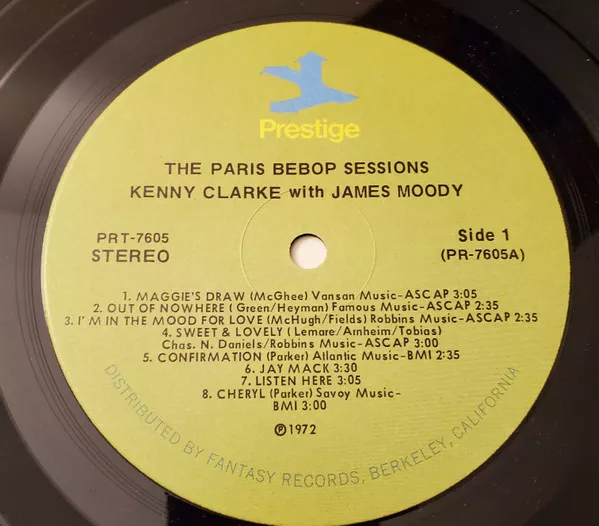 Prestige
THE PARIS BEBOP SESSIONS
KENNY CLARKE with JAMES MOODY
PRT-7605
STEREO
Side 1
(PR-7605A)
1. MAGGIE'S DRAW (McGhee) Vansan Music-ASCAP 3:05
2. OUT OF NOWHERE (Green/Heyman) Famous Music-ASCAP 2:35
3. I'M IN THE MOOD FOR LOVE (McHugh/Fields) Robbins Music-ASCAP 2:35
4. SWEET & LOVELY (Lemare/Arnheim/Tobias)
Chas. N. Daniels/Robbins Music-ASCAP 3:00
5. CONFIRMATION (Parker) Atlantic Music-BMI 2:35
6. JAY MACK 3:30
7. LISTEN HERE 3:05
8. CHERYL (Parker) Savoy Music-
BMI 3:00
℗1972
DISTRIBUTED BY FANTASY RECORDS, BERKELEY, CALIFORNIA